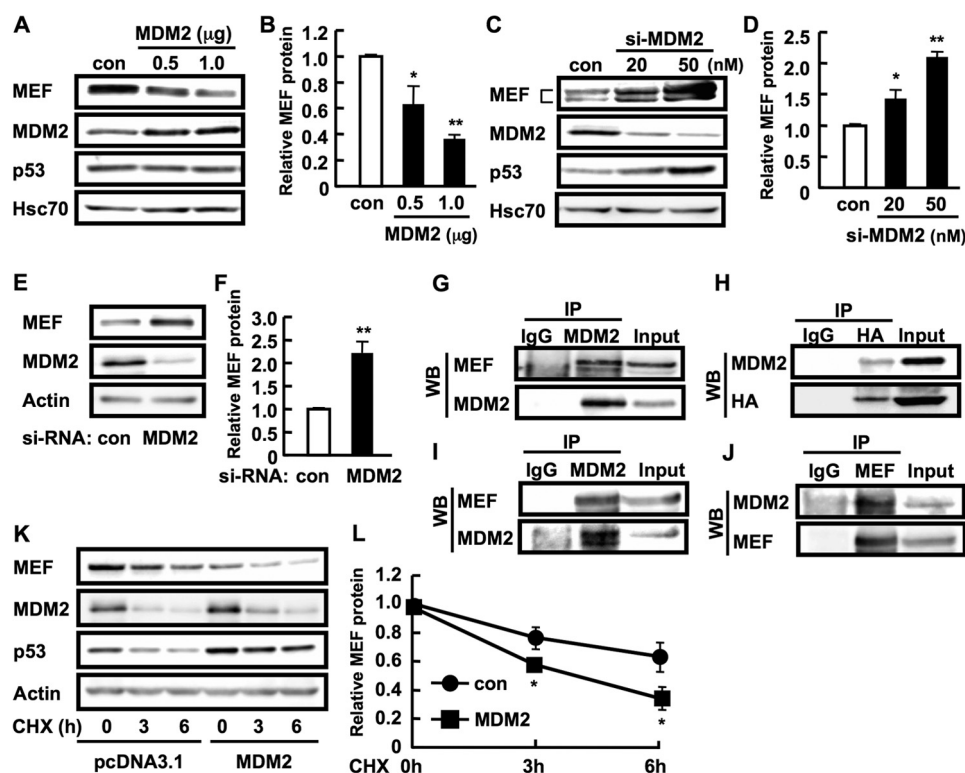 A
MDM2 (μg)
con 0.5 1.0
MEF
MDM2
p53
Hsc70
B
Relative MEF protein
1.2
1.0
0.8
0.6
0.4
0.2
0
*
**
con 0.5 1.0
MDM2 (μg)
C
si-MDM2
con 20 50 (nM)
MEF
MDM2
p53
Hsc70
D
Relative MEF protein
2.5
2.0
1.5
1.0
0.5
0
*
**
con 20 50
si-MDM2 (nM)
E
MEF
MDM2
Actin
si-RNA: con MDM2
F
Relative MEF protein
3.0
2.5
2.0
1.5
1.0
2.5
0
**
si-RNA: con MDM2
G
IP
IgG MDM2 Input
WB
MEF
MDM2
H
IP
IgG HA Input
WB
MDM2
HA
I
IP
IgG MDM2 Input
WB
MEF
MDM2
J
IP
IgG MEF Input
WB
MDM2
MEF
K
MEF
MDM2
p53
Actin
CHX (h) 0 3 6 0 3 6
pcDNA3.1 MDM2
L
Relative MEF protein
1.2
1.0
0.8
0.6
0.4
0.2
0
con
MDM2
*
*
CHX 0h 3h 6h